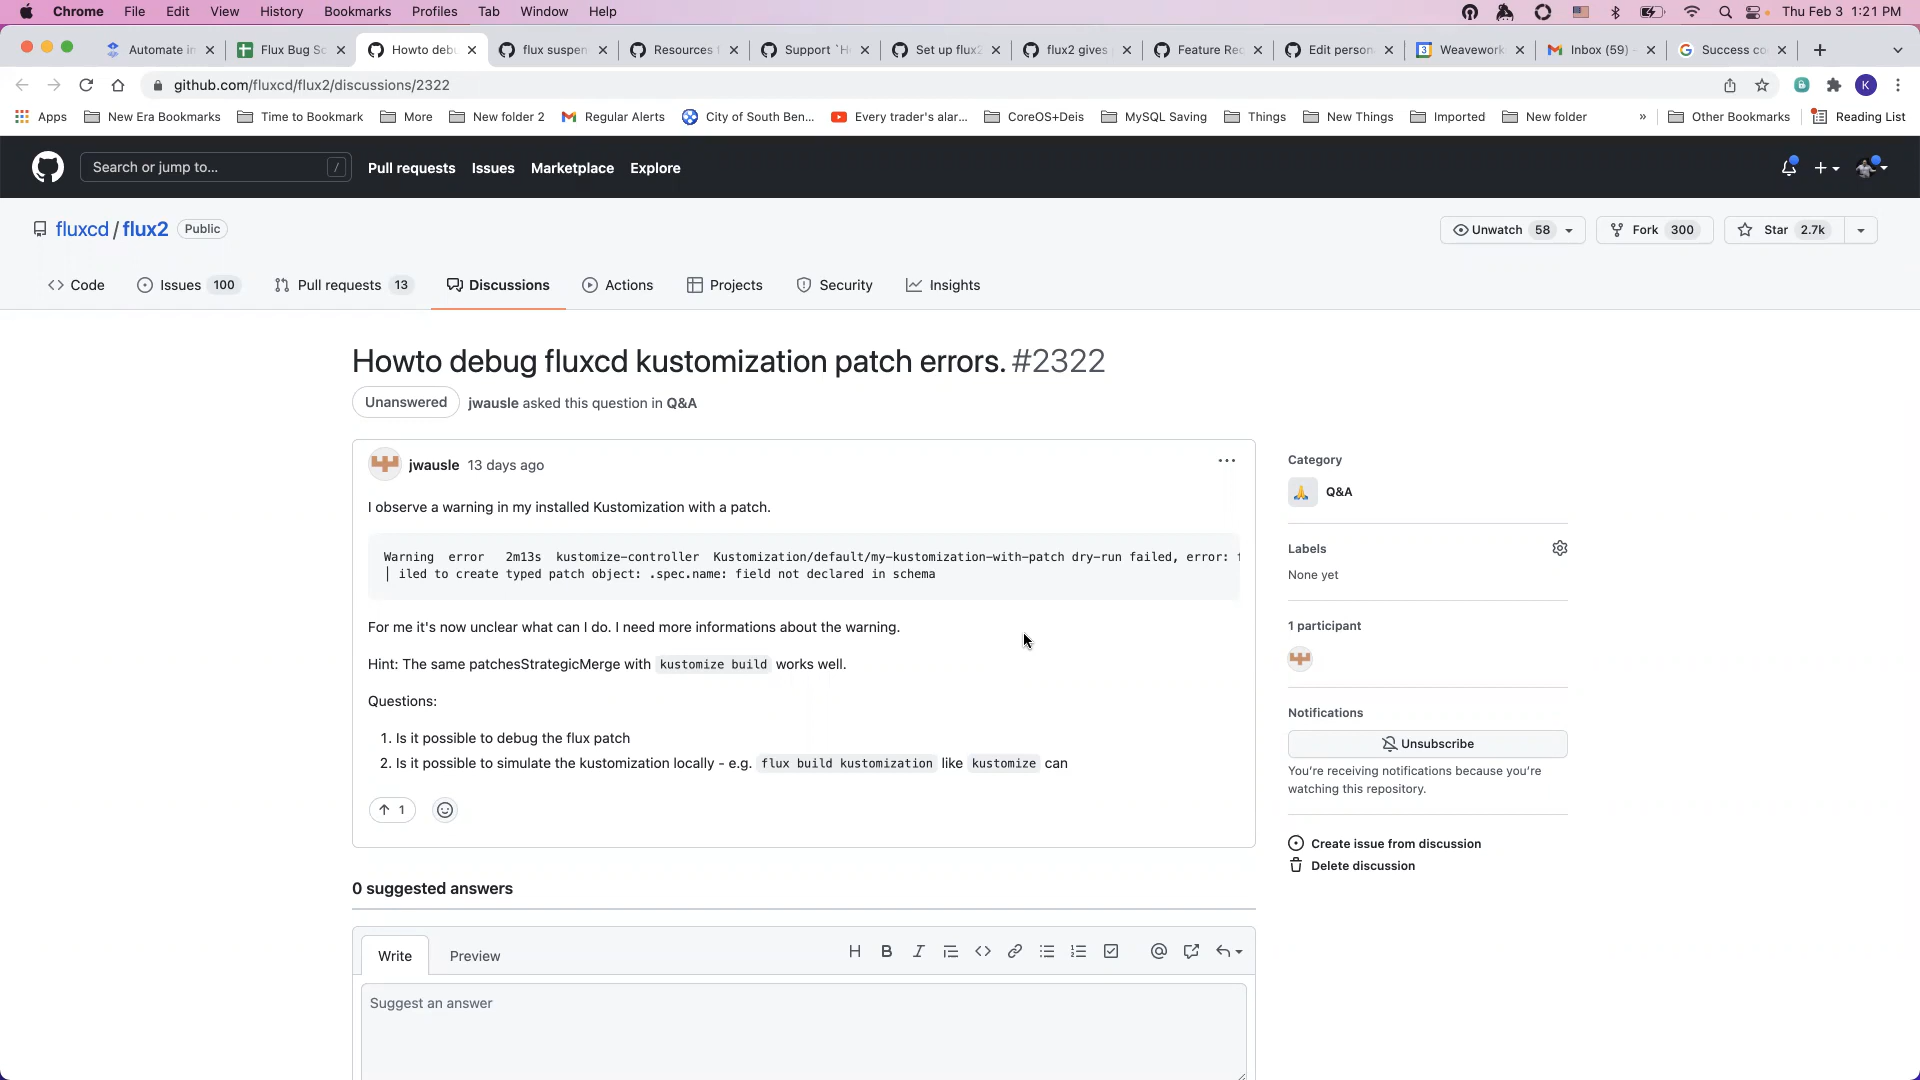 Chrome File Edit View History Bookmarks Profiles Tab Window Help Thu Feb 3 1:21 PM
Automate in Flux Bug Sc Howto deb flux suspen Resources Support `H Set up flux2 flux2 gives Feature Rec Edit person Weavework Inbox (59) Success co
github.com/fluxcd/flux2/discussions/2322 K
Apps New Era Bookmarks Time to Bookmark More New folder 2 Regular Alerts City of South Ben... Every trader's alar... CoreOS+Deis MySQL Saving Things New Things Imported New folder » Other Bookmarks Reading List
Search or jump to... / Pull requests Issues Marketplace Explore
fluxcd / flux2 Public Unwatch 58 Fork 300 Star 2.7k
Code Issues 100 Pull requests 13 Discussions Actions Projects Security Insights
Howto debug fluxcd kustomization patch errors. #2322
Unanswered jwausle asked this question in Q&A
jwausle 13 days ago
I observe a warning in my installed Kustomization with a patch.
Warning error 2m13s kustomize-controller Kustomization/default/my-kustomization-with-patch dry-run failed, error: f
| iled to create typed patch object: .spec.name: field not declared in schema
For me it's now unclear what can I do. I need more informations about the warning.
Hint: The same patchesStrategicMerge with kustomize build works well.
Questions:
1. Is it possible to debug the flux patch
2. Is it possible to simulate the kustomization locally - e.g. flux build kustomization like kustomize can
1
Category
Q&A
Labels
None yet
1 participant
Notifications
Unsubscribe
You're receiving notifications because you're
watching this repository.
Create issue from discussion
Delete discussion
0 suggested answers
Write Preview
Suggest an answer